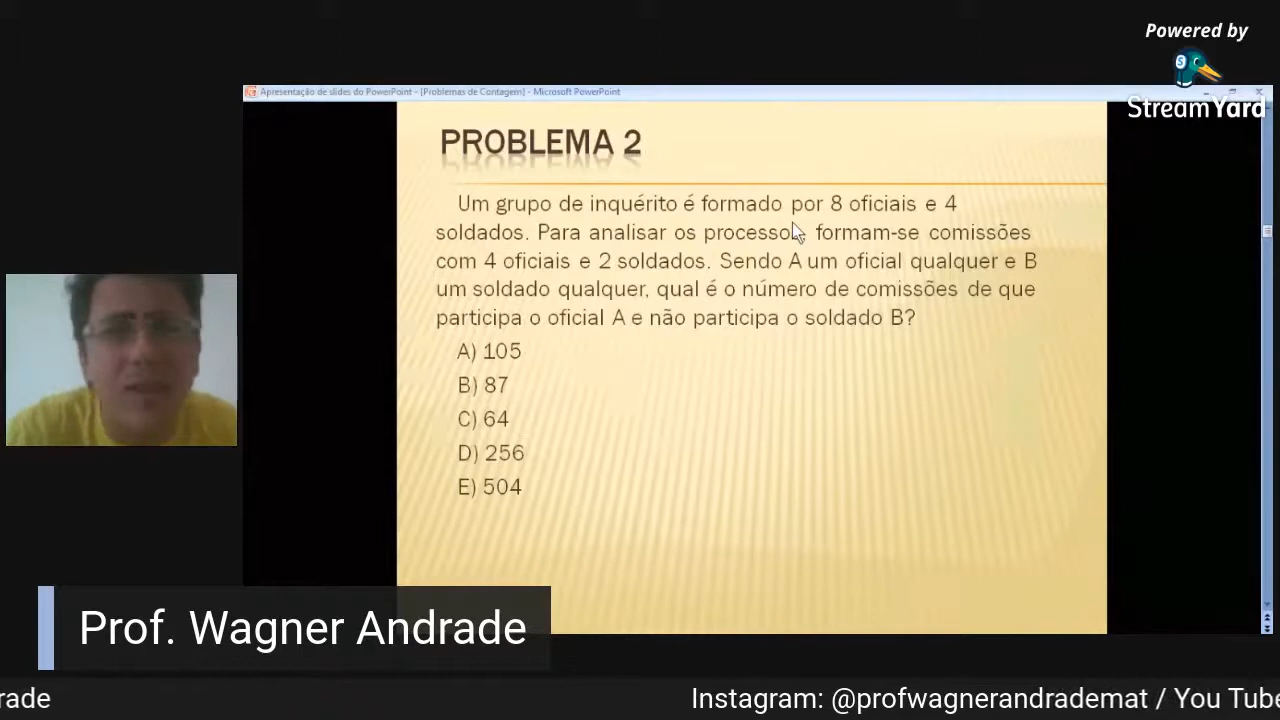 Powered by
StreamYard
Apresentação de slides do PowerPoint - [Problemas de Contagem] - Microsoft PowerPoint
PROBLEMA 2
Um grupo de inquérito é formado por 8 oficiais e 4
soldados. Para analisar os processos formam-se comissões
com 4 oficiais e 2 soldados. Sendo A um oficial qualquer e B
um soldado qualquer, qual é o número de comissões de que
participa o oficial A e não participa o soldado B?
A) 105
B) 87
C) 64
D) 256
E) 504
Prof. Wagner Andrade
rade
Instagram: @profwagnerandrademat / You Tube